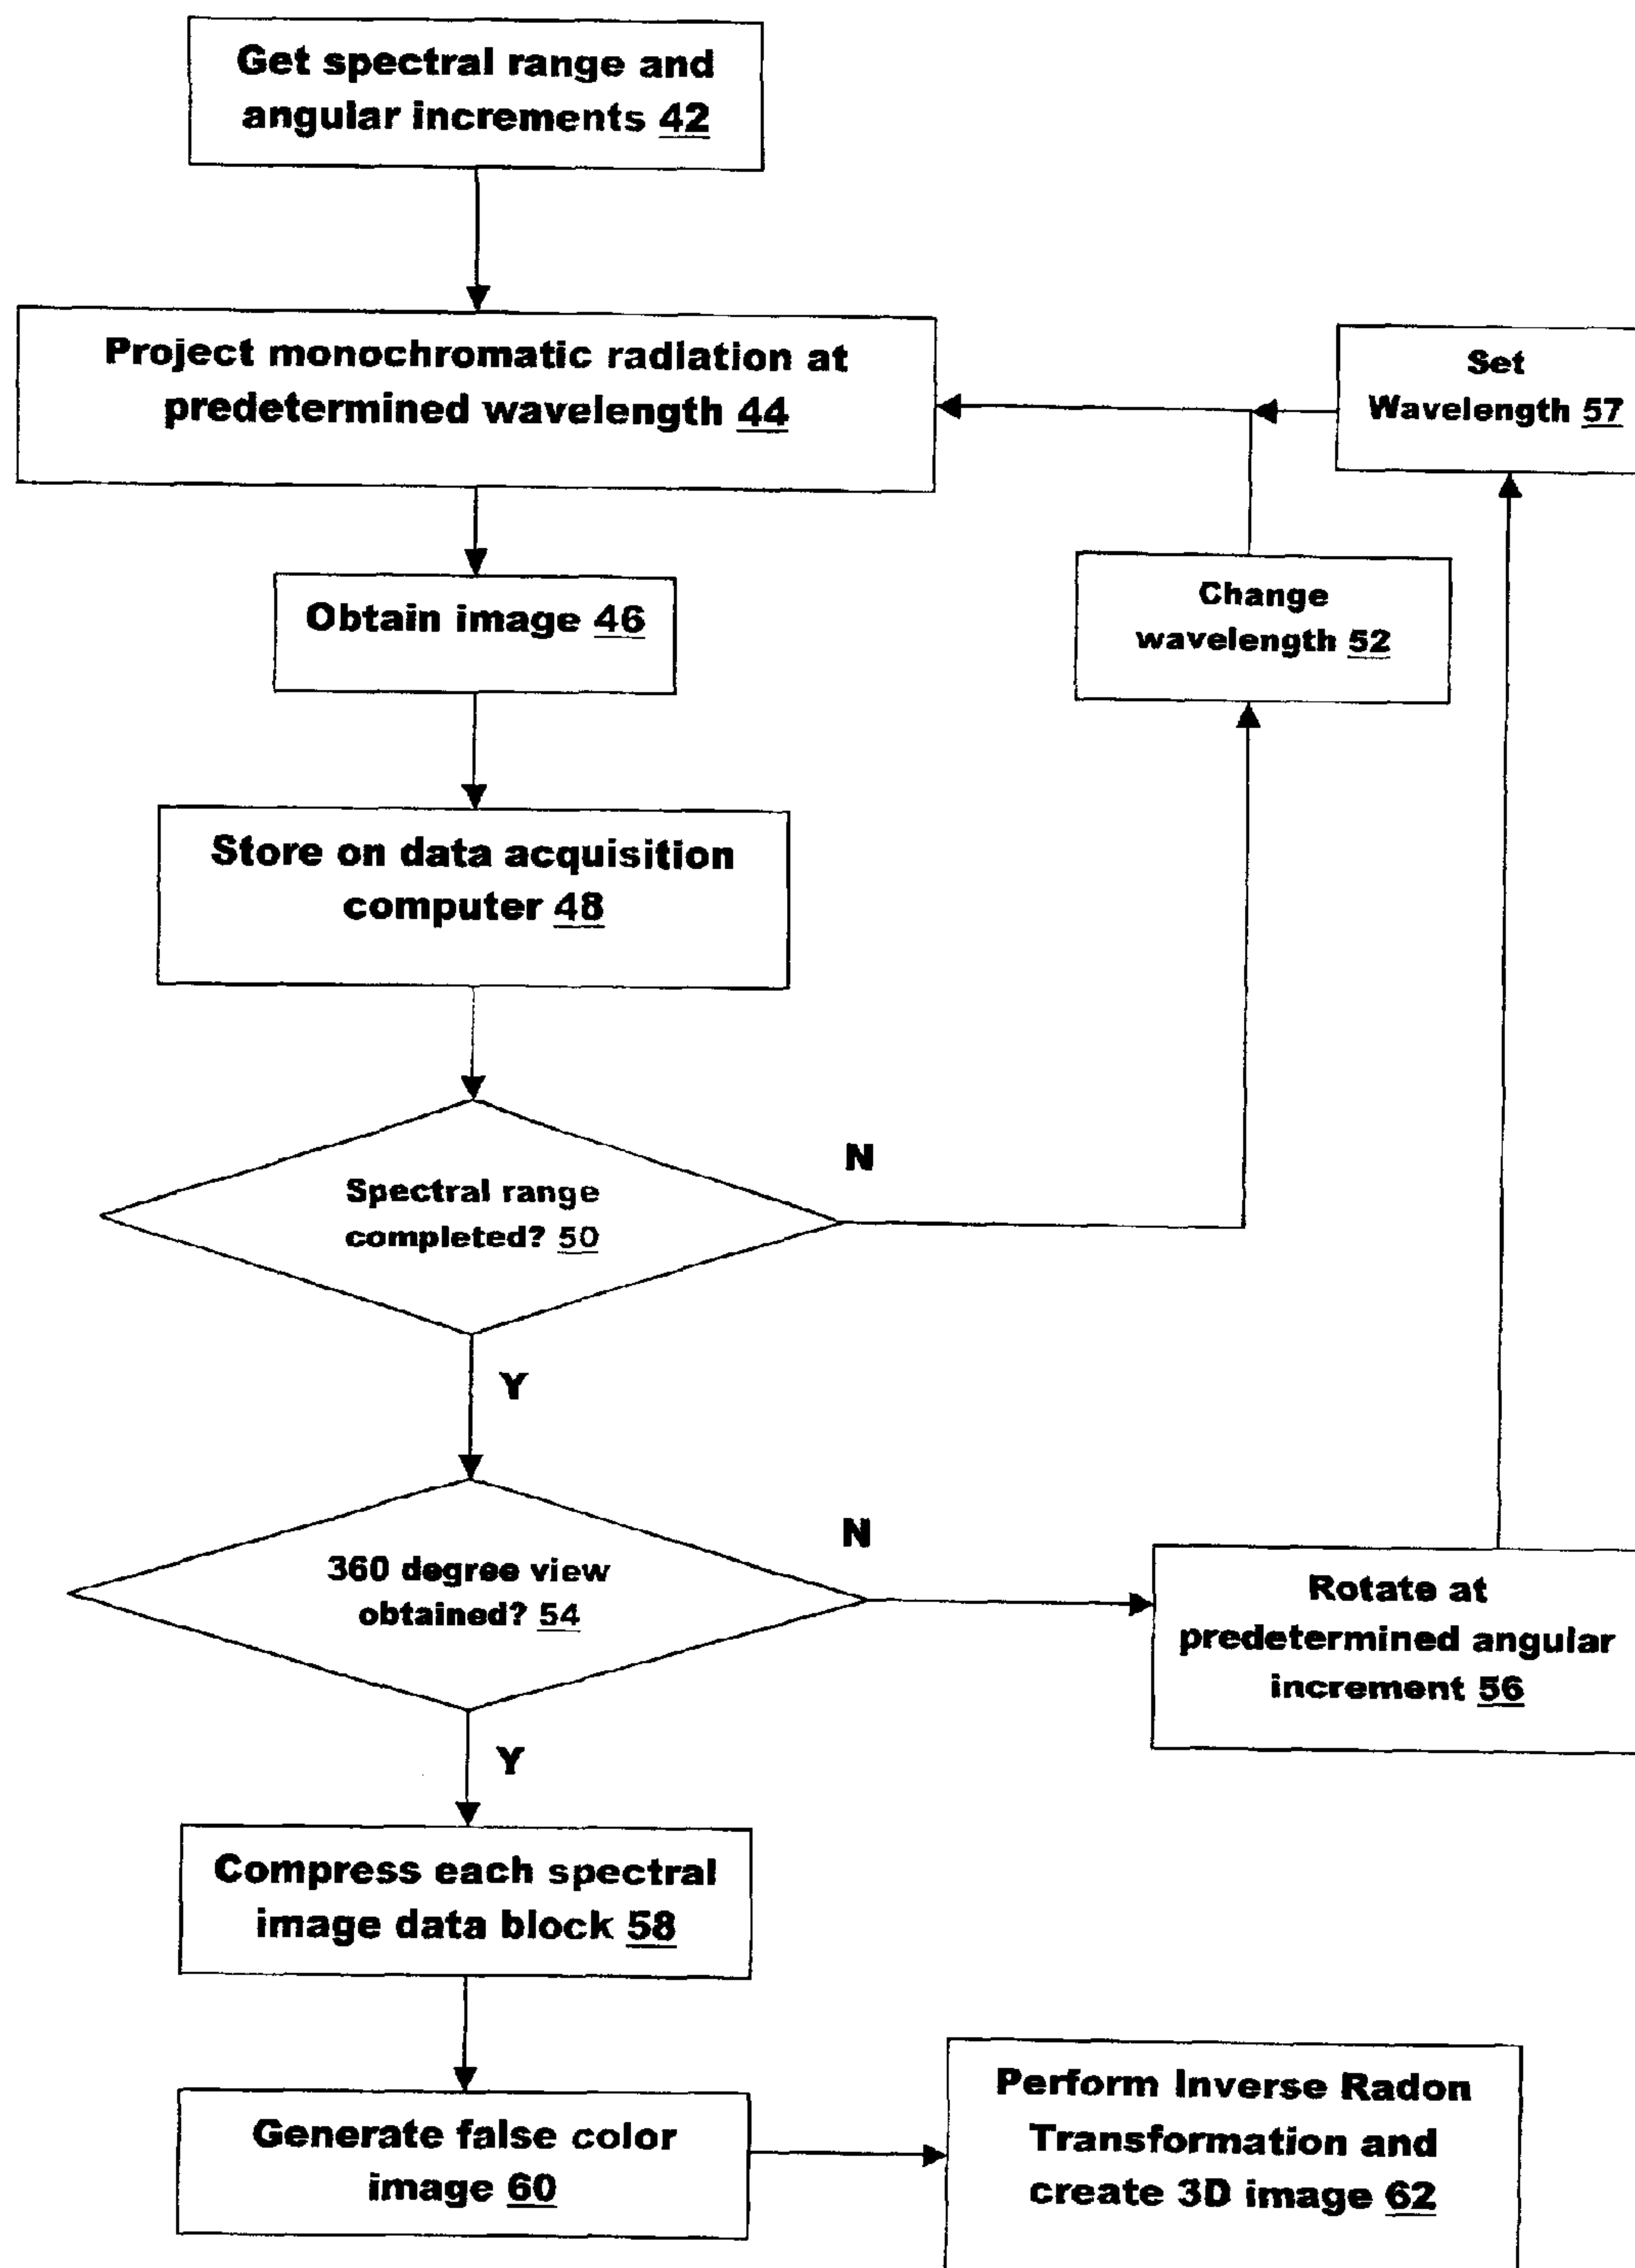 Get spectral range and
angular increments 42
Project monochromatic radiation at
predetermined wavelength 44
Set
Wavelength 57
Obtain image 46
Change
wavelength 52
Store on data acquisition
computer 48
N
Spectral range
completed? 50
Y
N
360 degree view
obtained? 54
Rotate at
predetermined angular
increment 56
Y
Compress each spectral
image data block 58
Generate false color
image 60
Perform Inverse Radon
Transformation and
create 3D image 62